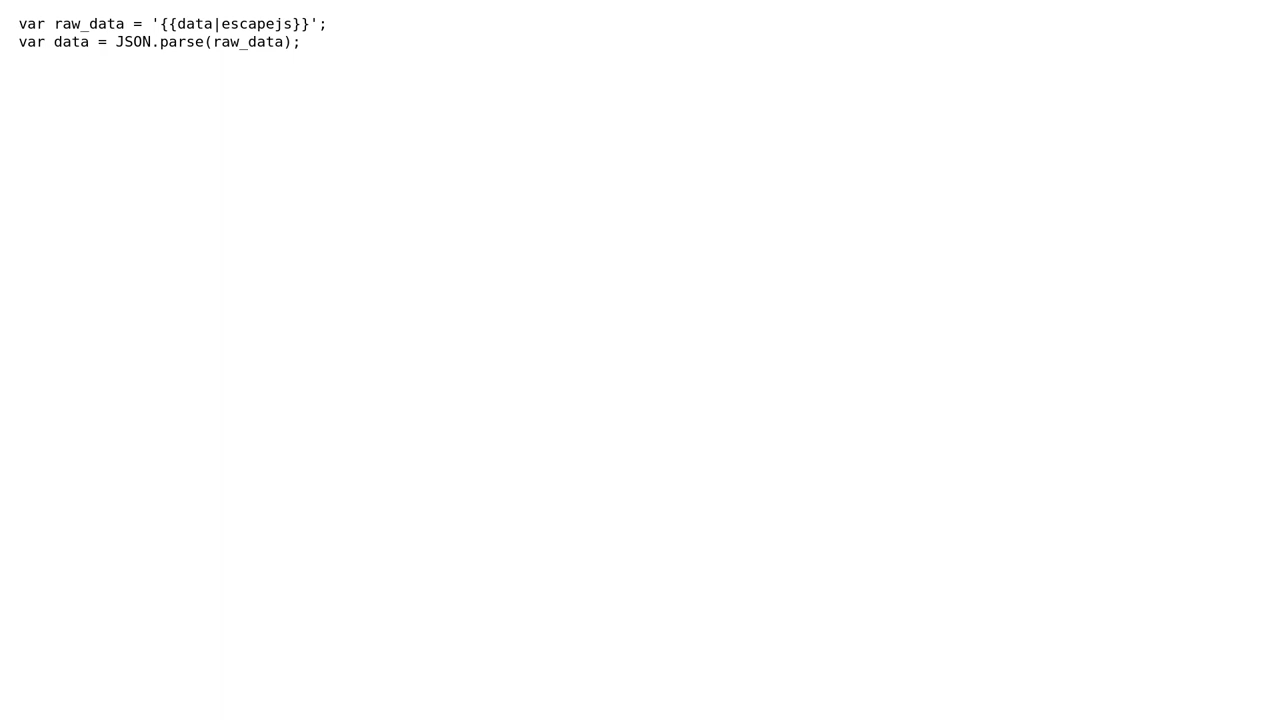 var raw_data = '{{data|escapejs}}';
var data = JSON.parse(raw_data);